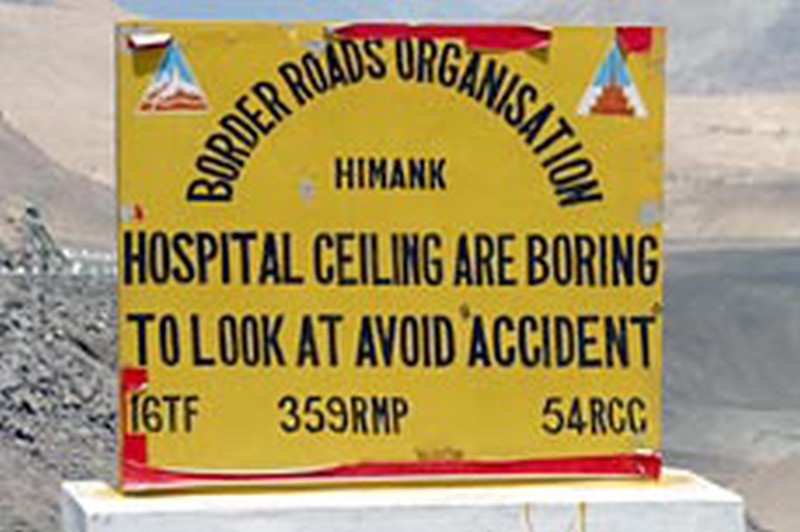 BORDER ROADS ORGANISATION
HIMANK
HOSPITAL CEILING ARE BORING
TO LOOK AT AVOID ACCIDENT
16TF 359RMP 54RCC